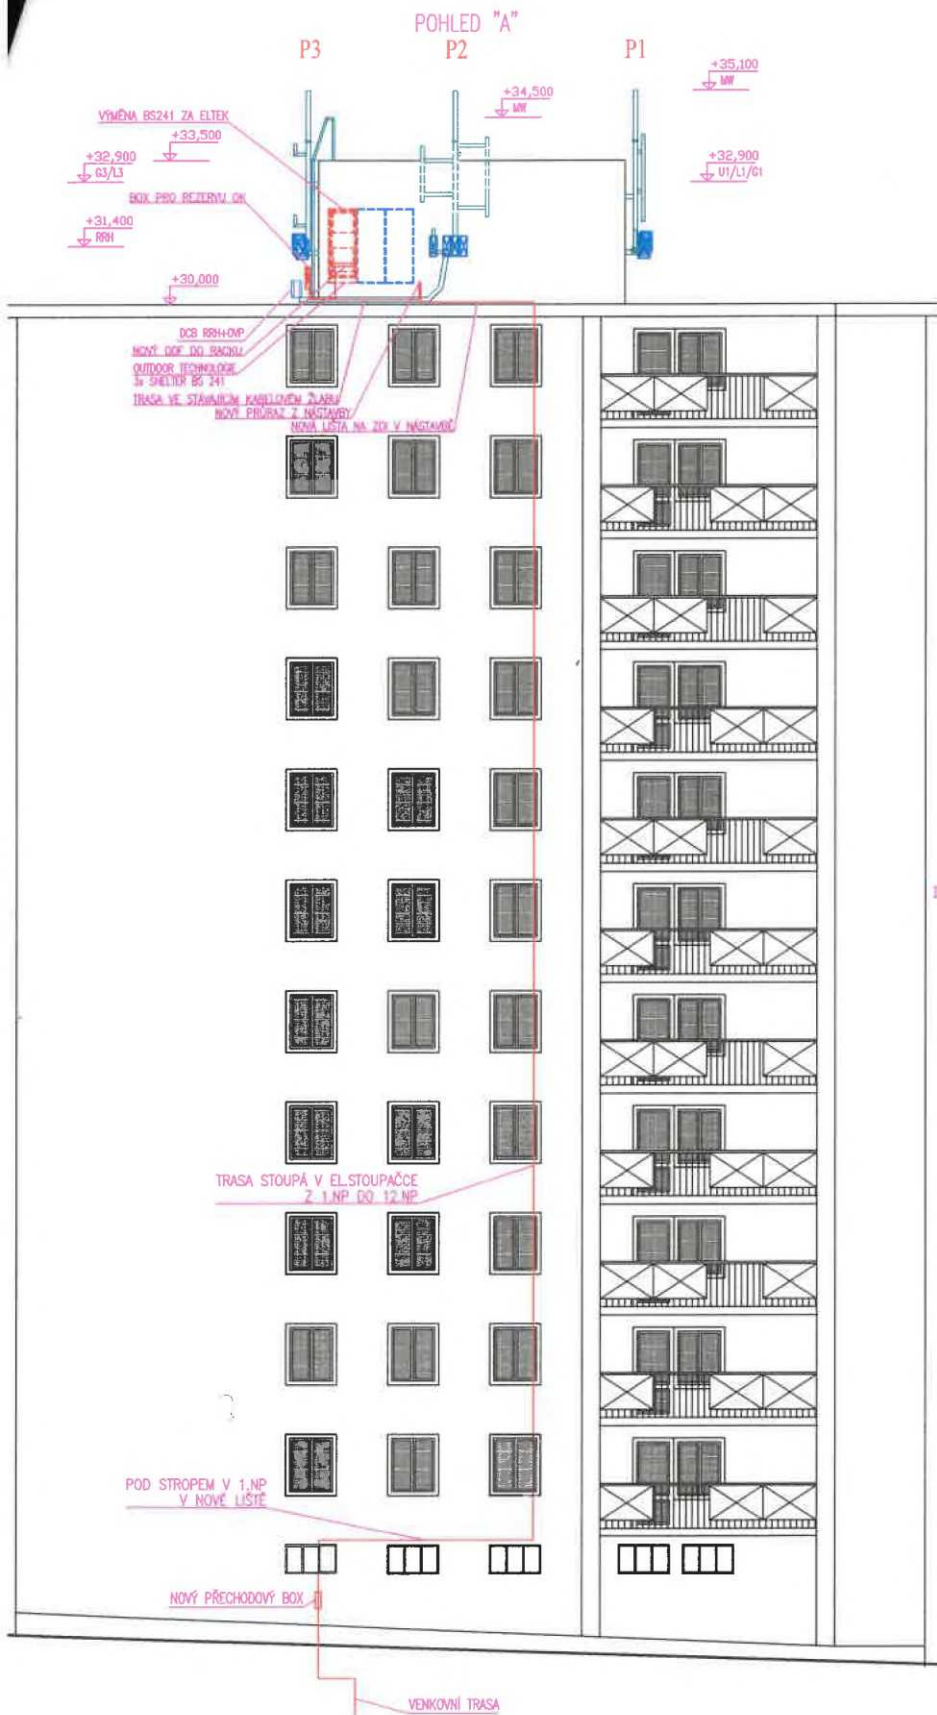 POHLED "A"
P3
P2
P1
+35,100
MW
+34,500
MW
VÝMĚNA BS241 ZA ELTEK
+33,500
+32,900
G3/L3
+32,900
U1/L1/G1
BOX PRO REZERVU OK
+31,400
RRH
+30,000
DCB RRH+OVP
NOVÝ ODF DO RACKU
OUTDOOR TECHNOLOGIE
3x SHELTER BS 241
TRASA VE STÁVAJÍCÍM KABELOVÉM ŽLABU
NOVÝ PRŮRAZ Z NÁSTAVBY
NOVÁ LIŠTA NA ZDI V NÁSTAVBĚ
TRASA STOUPÁ V EL.STOUPAČCE
Z 1.NP DO 12.NP
POD STROPEM V 1.NP
V NOVÉ LIŠTĚ
NOVÝ PŘECHODOVÝ BOX
VENKOVNÍ TRASA